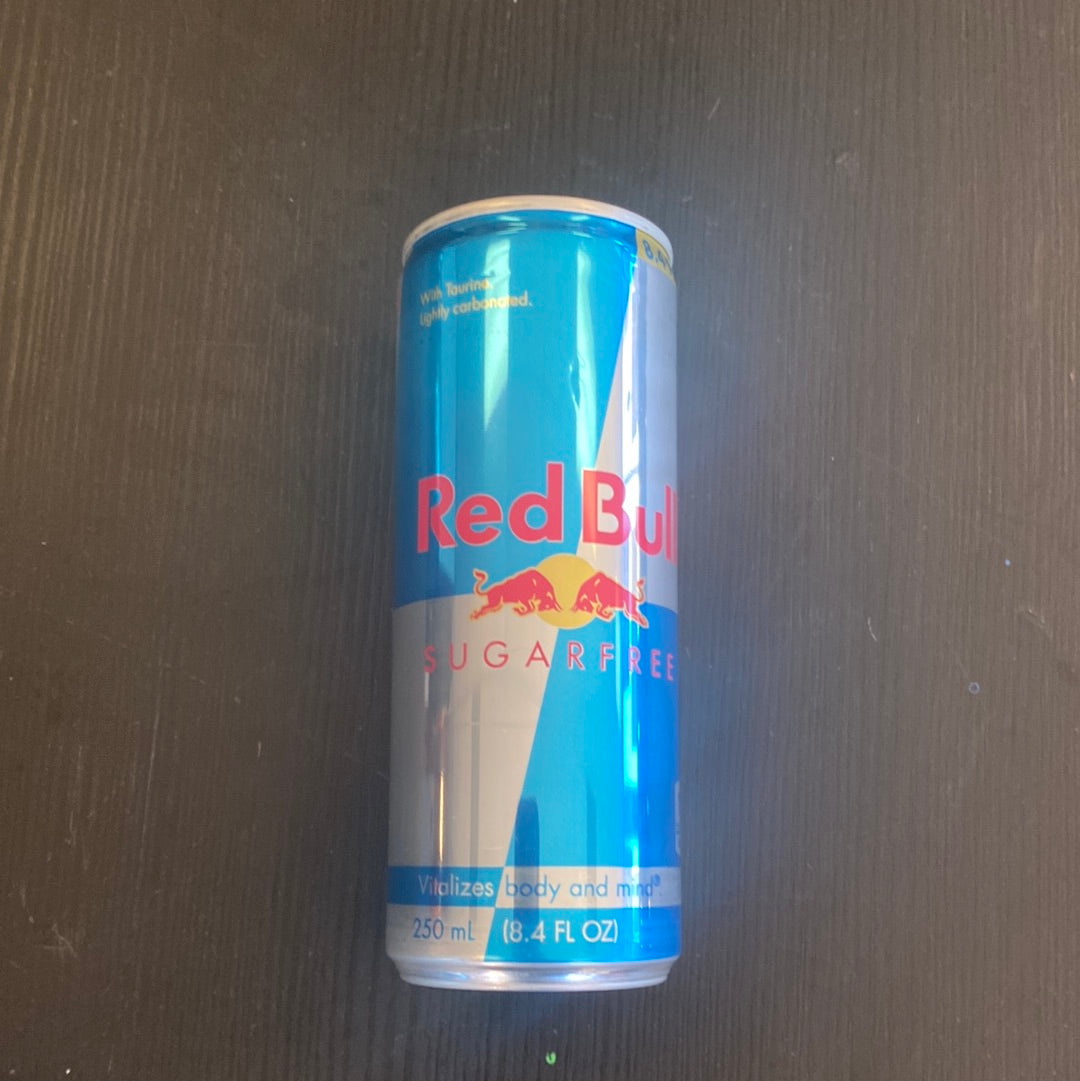 With Taurine.
Lightly carbonated.
Red Bull
SUGARFREE
Vitalizes body and mind®.
250 mL (8.4 FL OZ)